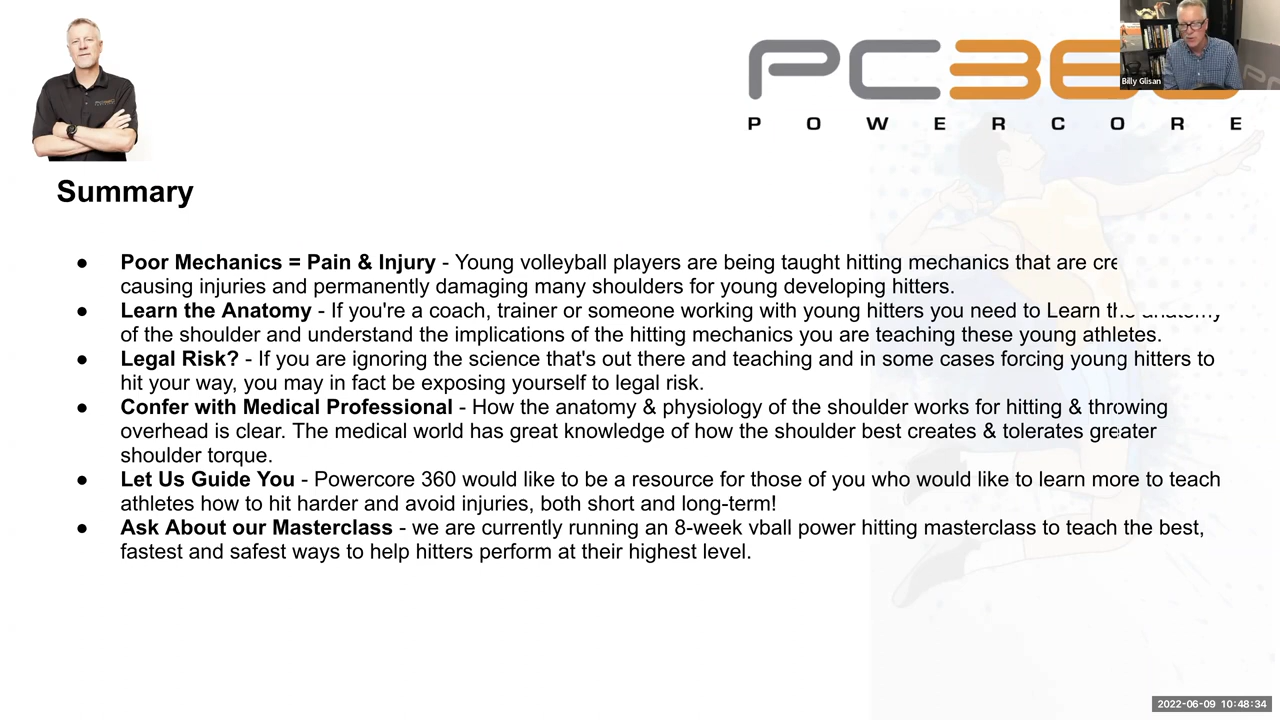 PC360
Billy Glisan
POWERCORE
Summary
● Poor Mechanics = Pain & Injury - Young volleyball players are being taught hitting mechanics that are
causing injuries and permanently damaging many shoulders for young developing hitters.
● Learn the Anatomy - If you're a coach, trainer or someone working with young hitters you need to Learn the anatomy
of the shoulder and understand the implications of the hitting mechanics you are teaching these young athletes.
● Legal Risk? - If you are ignoring the science that's out there and teaching and in some cases forcing young hitters to
hit your way, you may in fact be exposing yourself to legal risk.
● Confer with Medical Professional - How the anatomy & physiology of the shoulder works for hitting & throwing
overhead is clear. The medical world has great knowledge of how the shoulder best creates & tolerates greater
shoulder torque.
● Let Us Guide You - Powercore 360 would like to be a resource for those of you who would like to learn more to teach
athletes how to hit harder and avoid injuries, both short and long-term!
● Ask About our Masterclass - we are currently running an 8-week vball power hitting masterclass to teach the best,
fastest and safest ways to help hitters perform at their highest level.
2022-06-09 10:48:34